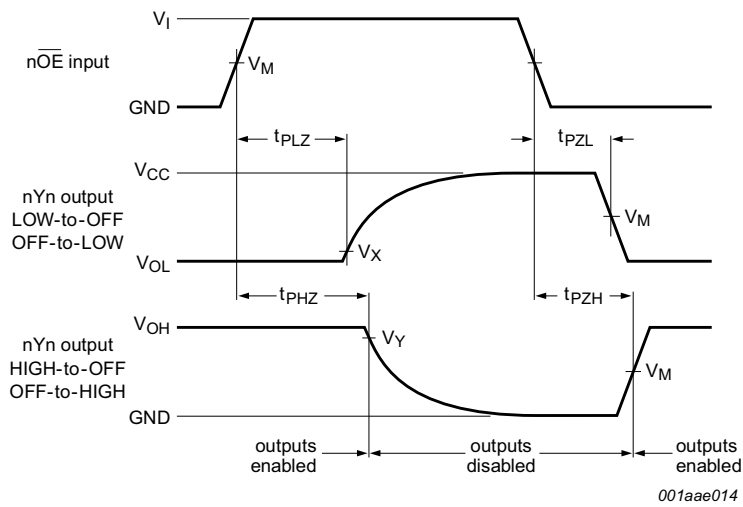 V_I
nO̅E̅ input
V_M
GND
t_PLZ
t_PZL
V_CC
nYn output
LOW-to-OFF
OFF-to-LOW
V_M
V_X
V_OL
t_PHZ
t_PZH
V_OH
nYn output
HIGH-to-OFF
OFF-to-HIGH
V_Y
V_M
GND
outputs
enabled
outputs
disabled
outputs
enabled
001aae014